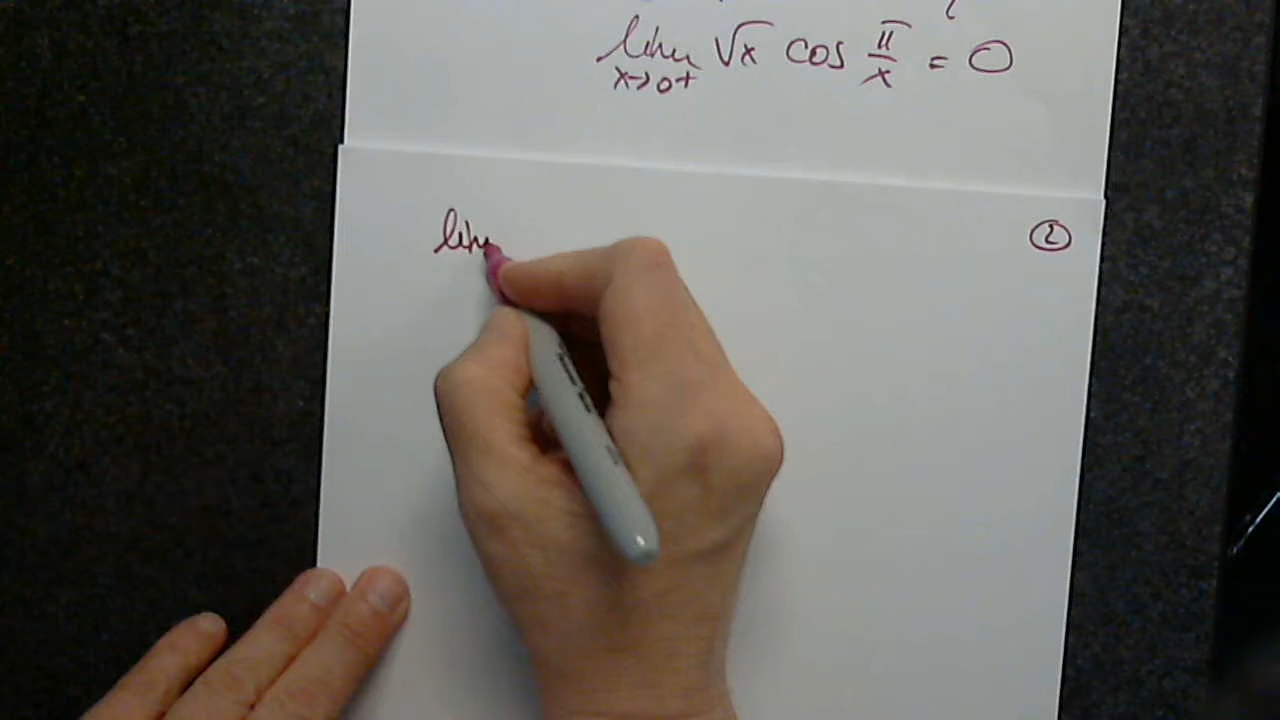 lim √x cos π/x = 0
x→0+
②
lim